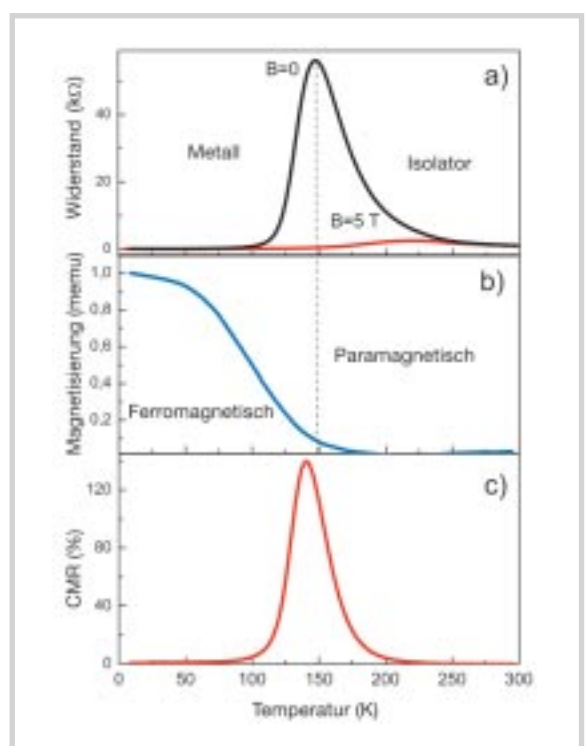 a)
B=0
Metall
Isolator
B=5 T
Widerstand (kΩ)
40
20
0
b)
Paramagnetisch
Ferromagnetisch
Magnetisierung (memu)
1,0
0,8
0,6
0,4
0,2
c)
CMR (%)
120
80
40
0
0 50 100 150 200 250 300
Temperatur (K)